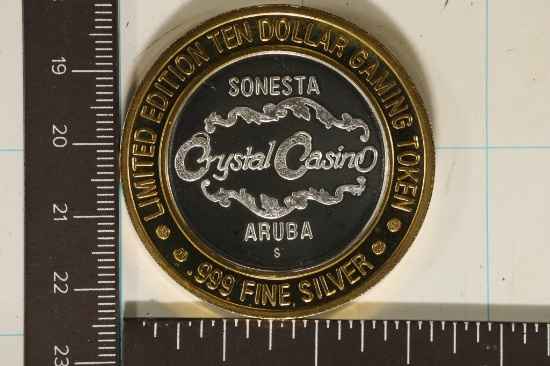 LIMITED EDITION TEN DOLLAR GAMING TOKEN
SONESTA
Crystal Casino
ARUBA
S
.999 FINE SILVER
19
20
21
22
23